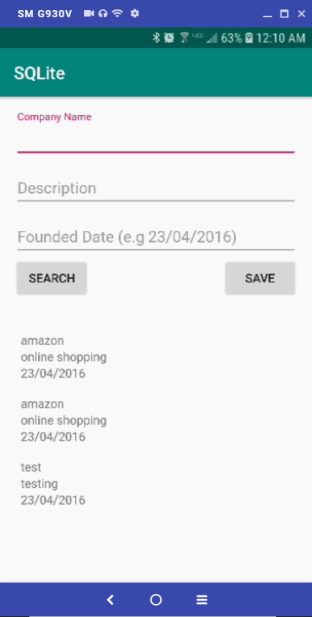 SM G930V
63% 12:10 AM
SQLite
Company Name
Description
Founded Date (e.g 23/04/2016)
SEARCH SAVE
amazon
online shopping
23/04/2016
amazon
online shopping
23/04/2016
test
testing
23/04/2016